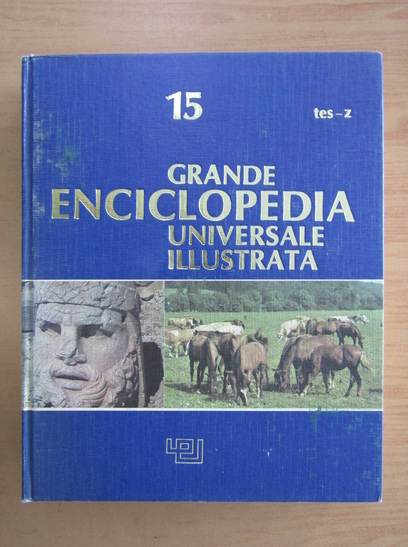 15
tes-z
GRANDE
ENCICLOPEDIA
UNIVERSALE
ILLUSTRATA